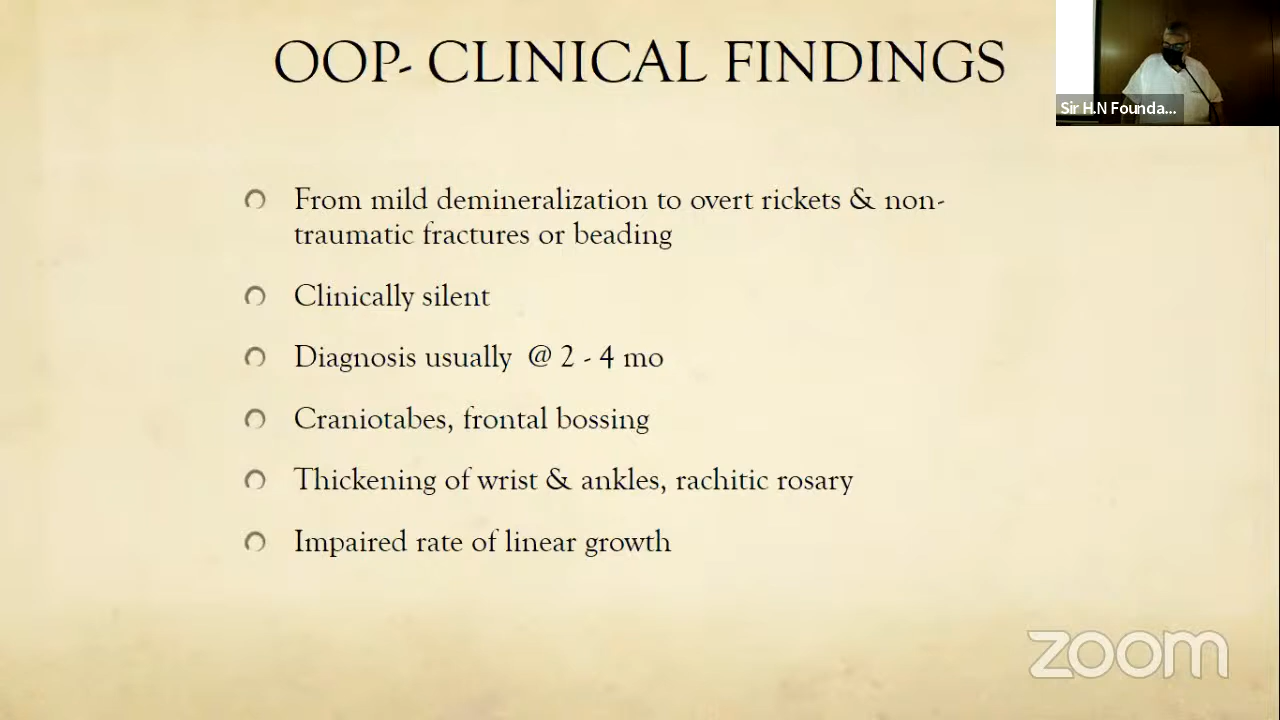 OOP- CLINICAL FINDINGS
Sir H.N Founda...
From mild demineralization to overt rickets & non-
traumatic fractures or beading
Clinically silent
Diagnosis usually @ 2 - 4 mo
Craniotabes, frontal bossing
Thickening of wrist & ankles, rachitic rosary
Impaired rate of linear growth
zoom